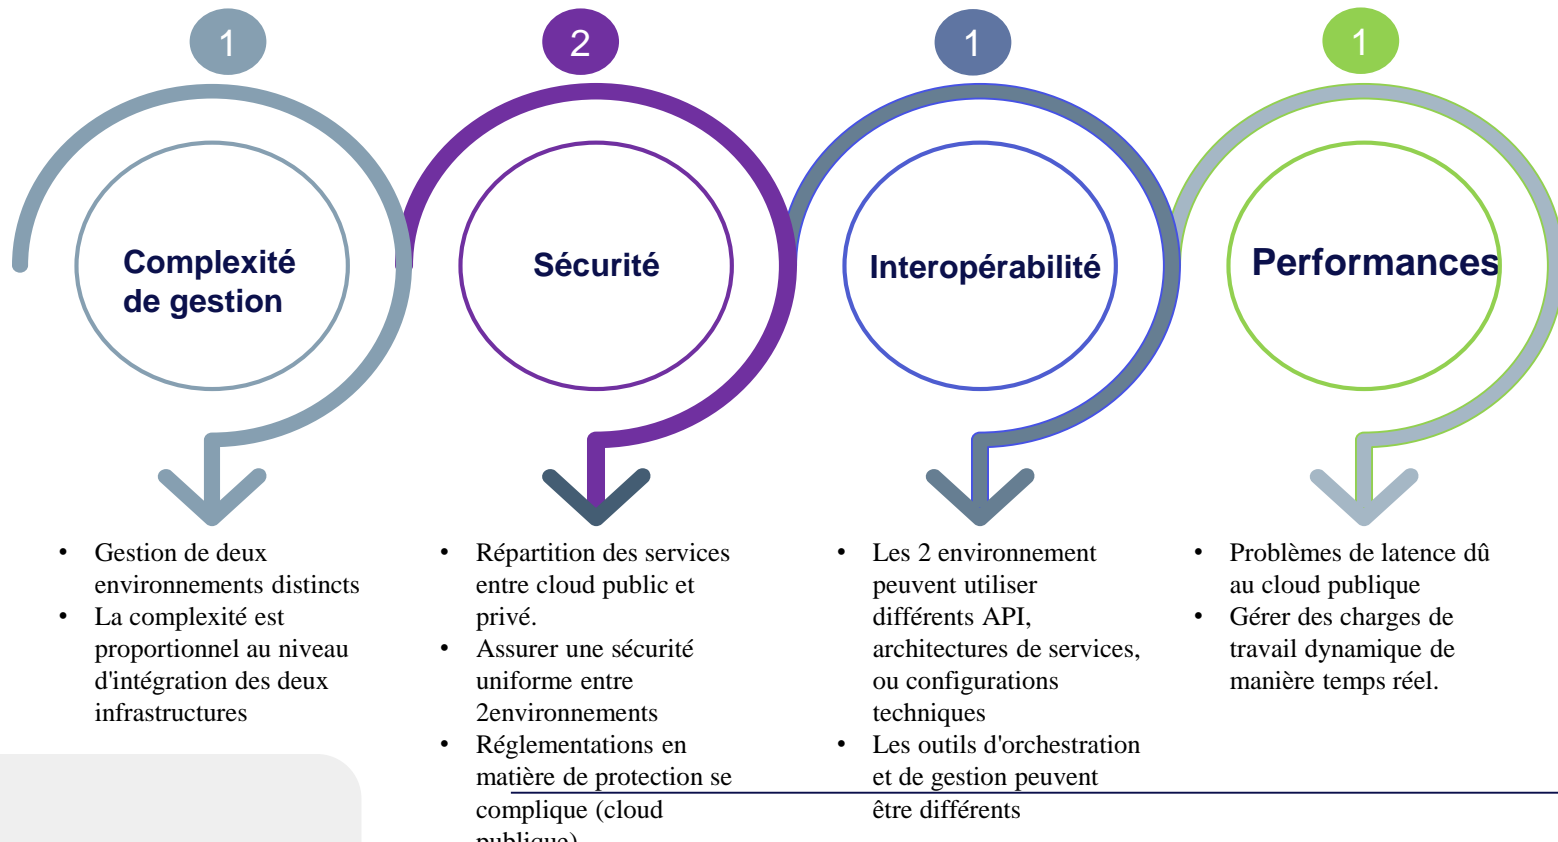 1
2
1
1
Complexité
de gestion
Sécurité
Interopérabilité
Performances
• Gestion de deux
environnements distincts
• La complexité est
proportionnel au niveau
d'intégration des deux
infrastructures
• Répartition des services
entre cloud public et
privé.
• Assurer une sécurité
uniforme entre
2environnements
• Réglementations en
matière de protection se
complique (cloud
publique)
• Les 2 environnement
peuvent utiliser
différents API,
architectures de services,
ou configurations
techniques
• Les outils d'orchestration
et de gestion peuvent
être différents
• Problèmes de latence dû
au cloud publique
• Gérer des charges de
travail dynamique de
manière temps réel.